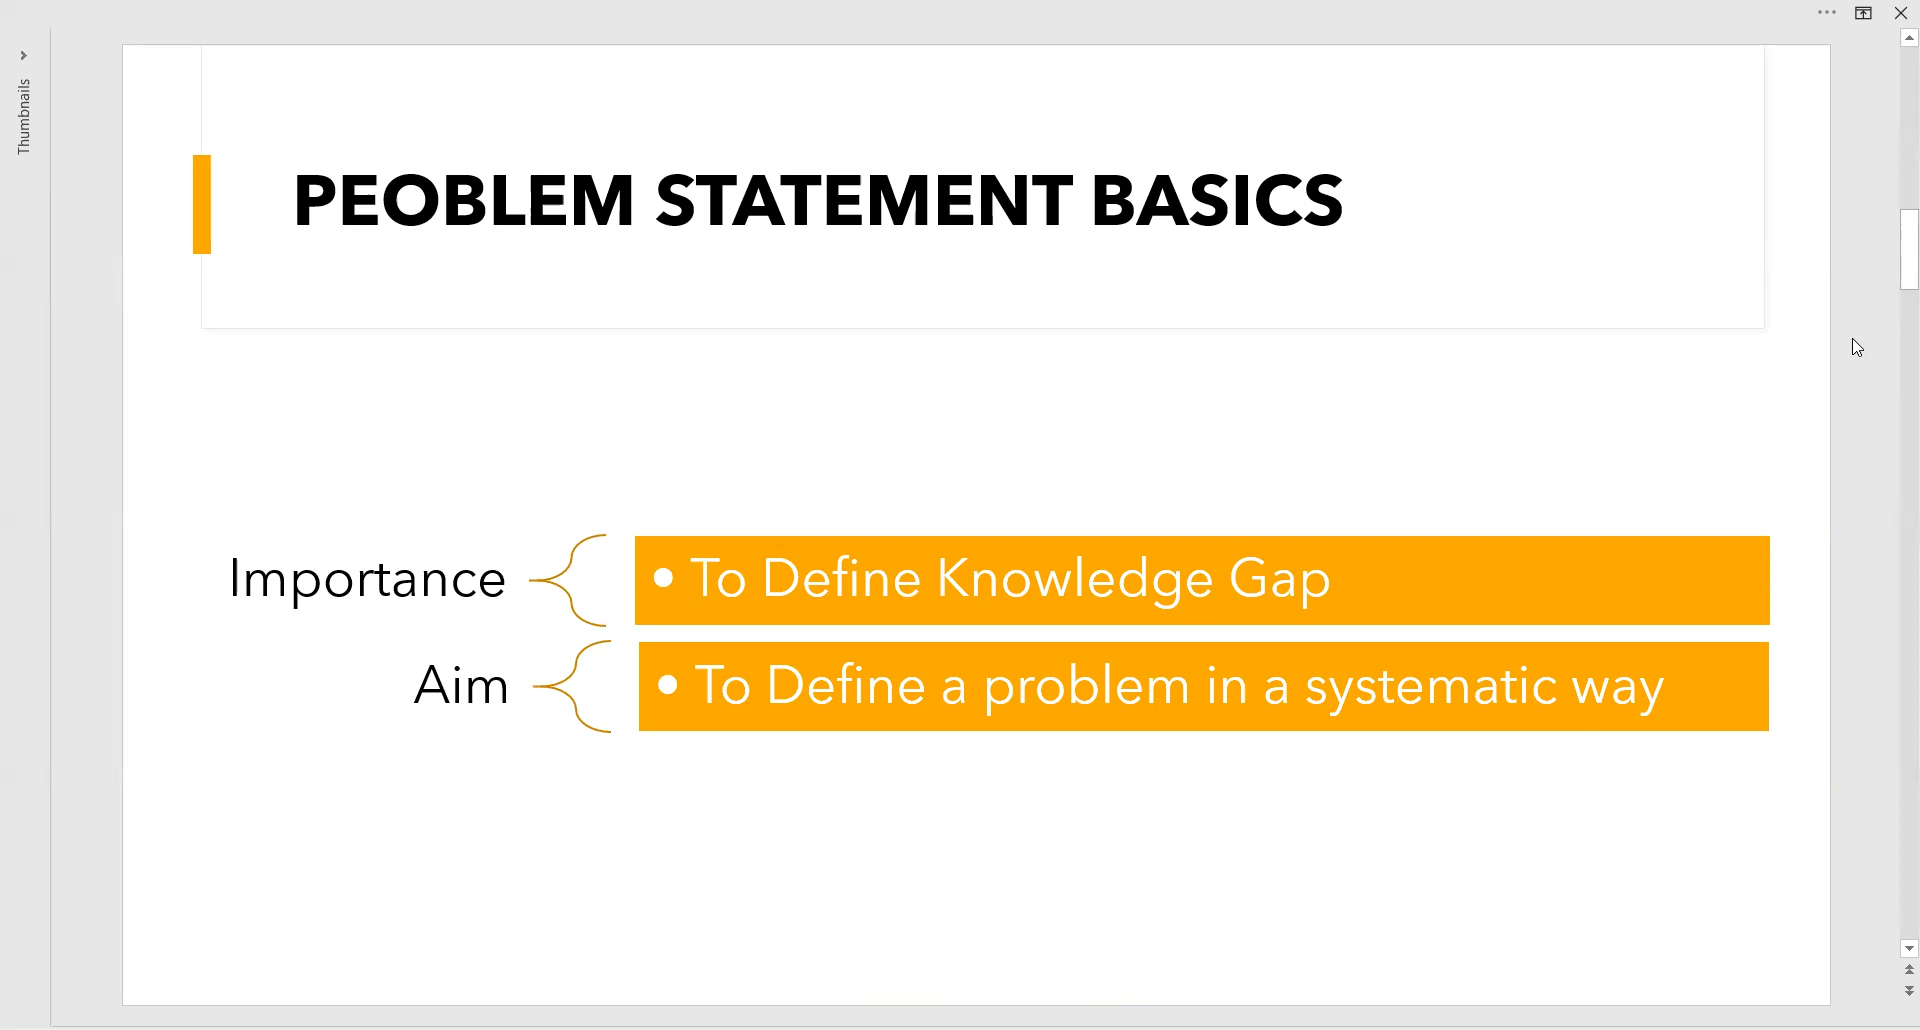 Thumbnails
PEOBLEM STATEMENT BASICS
Importance
• To Define Knowledge Gap
Aim
• To Define a problem in a systematic way